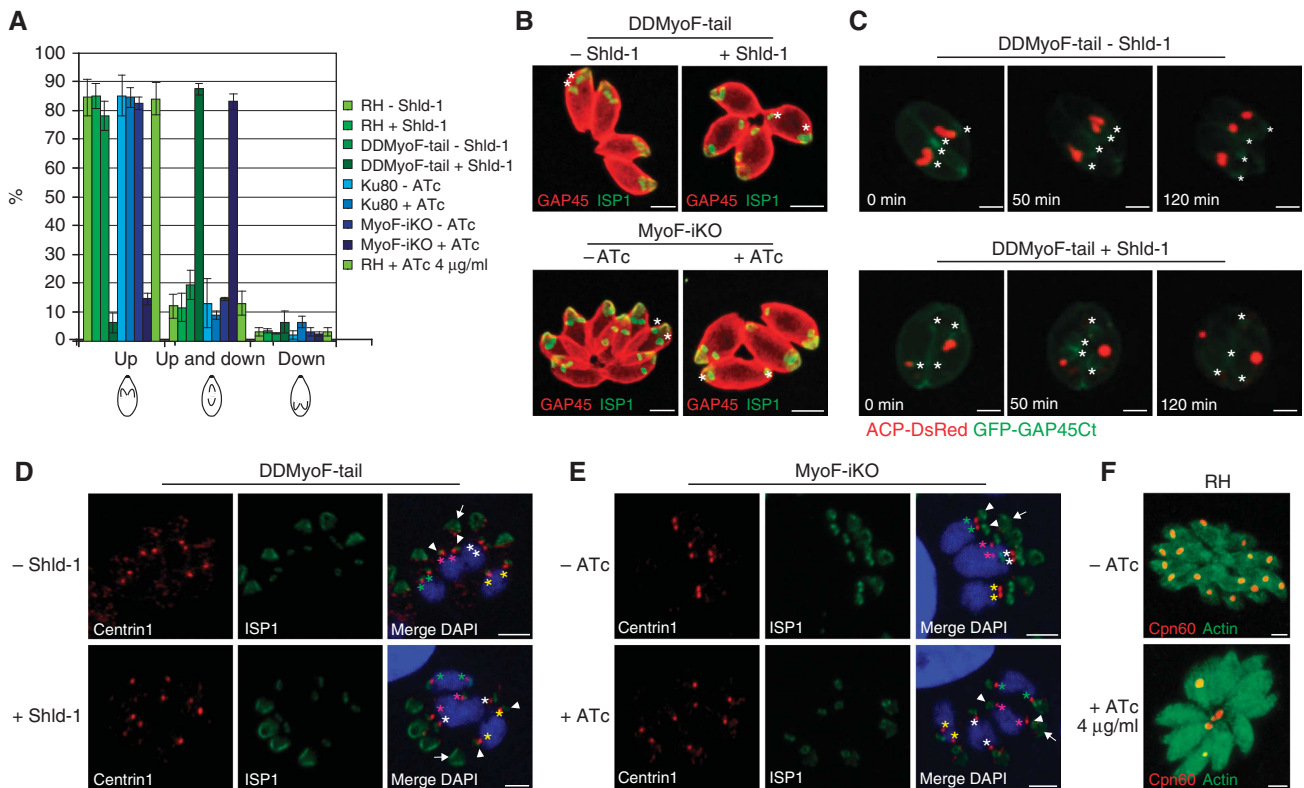 A
100
90
80
70
60
50
40
30
20
10
0
%
Up
Up and down
Down
RH - Shld-1
RH + Shld-1
DDMyoF-tail - Shld-1
DDMyoF-tail + Shld-1
Ku80 - ATc
Ku80 + ATc
MyoF-iKO - ATc
MyoF-iKO + ATc
RH + ATc 4 µg/ml
B
DDMyoF-tail
– Shld-1
+ Shld-1
GAP45 ISP1
GAP45 ISP1
MyoF-iKO
– ATc
+ ATc
GAP45 ISP1
GAP45 ISP1
C
DDMyoF-tail - Shld-1
0 min
50 min
120 min
DDMyoF-tail + Shld-1
0 min
50 min
120 min
ACP-DsRed GFP-GAP45Ct
D
DDMyoF-tail
– Shld-1
Centrin1
ISP1
Merge DAPI
+ Shld-1
Centrin1
ISP1
Merge DAPI
E
MyoF-iKO
– ATc
Centrin1
ISP1
Merge DAPI
+ ATc
Centrin1
ISP1
Merge DAPI
F
RH
– ATc
Cpn60 Actin
+ ATc
4 µg/ml
Cpn60 Actin